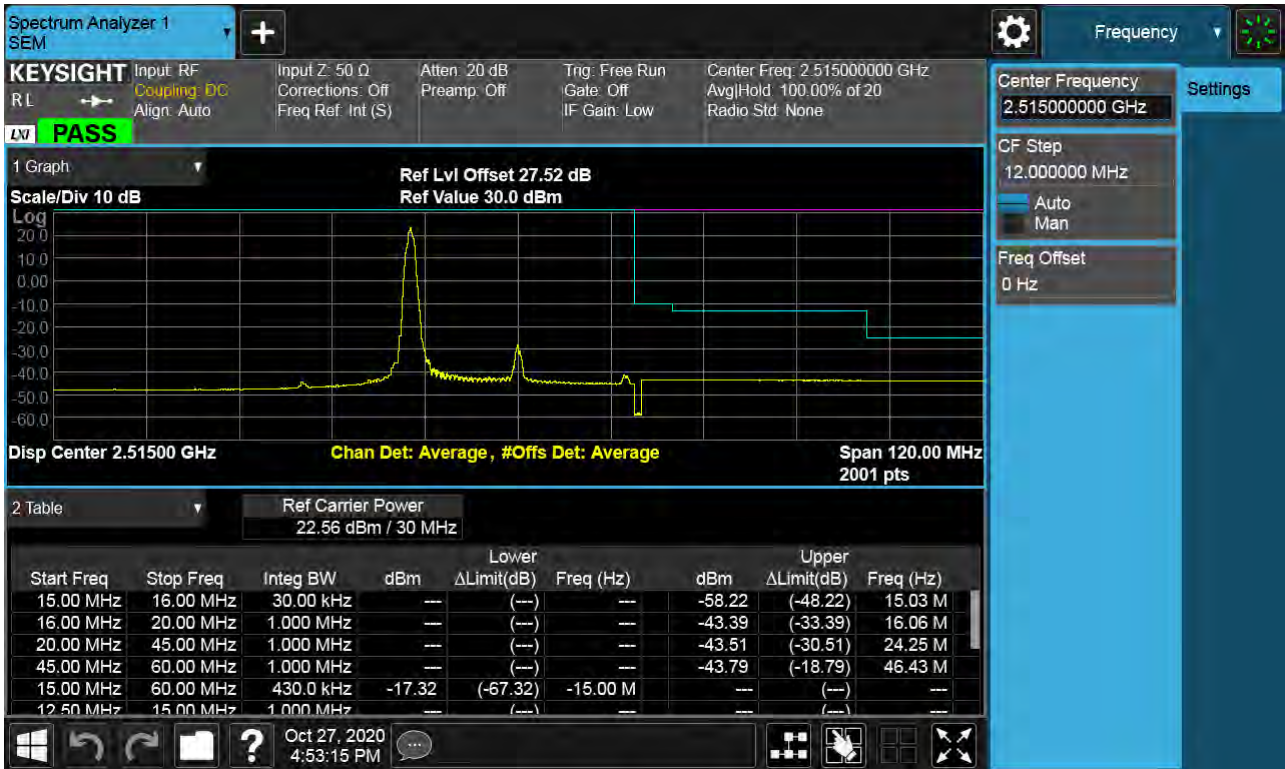 Spectrum Analyzer 1
SEM
Frequency
KEYSIGHT
Input: RF
Input Z: 50 Ω
Atten: 20 dB
Trig: Free Run
Center Freq: 2.515000000 GHz
RL
Coupling: DC
Corrections: Off
Preamp: Off
Gate: Off
Avg|Hold: 100.00% of 20
Align: Auto
Freq Ref: Int (S)
IF Gain: Low
Radio Std: None
LXI
PASS
Center Frequency
Settings
2.515000000 GHz
CF Step
12.000000 MHz
Auto
Man
Freq Offset
0 Hz
1 Graph
Ref Lvl Offset 27.52 dB
Scale/Div 10 dB
Ref Value 30.0 dBm
Log
20.0
10.0
0.00
-10.0
-20.0
-30.0
-40.0
-50.0
-60.0
Disp Center 2.51500 GHz
Chan Det: Average, #Offs Det: Average
Span 120.00 MHz
2001 pts
2 Table
Ref Carrier Power
22.56 dBm / 30 MHz
Lower Upper
Start Freq Stop Freq Integ BW dBm ΔLimit(dB) Freq (Hz) dBm ΔLimit(dB) Freq (Hz)
15.00 MHz 16.00 MHz 30.00 kHz --- (---) --- -58.22 (-48.22) 15.03 M
16.00 MHz 20.00 MHz 1.000 MHz --- (---) --- -43.39 (-33.39) 16.06 M
20.00 MHz 45.00 MHz 1.000 MHz --- (---) --- -43.51 (-30.51) 24.25 M
45.00 MHz 60.00 MHz 1.000 MHz --- (---) --- -43.79 (-18.79) 46.43 M
15.00 MHz 60.00 MHz 430.0 kHz -17.32 (-67.32) -15.00 M --- (---) ---
12.50 MHz 15.00 MHz 1.000 MHz --- (---) --- --- (---) ---
?
Oct 27, 2020
4:53:15 PM